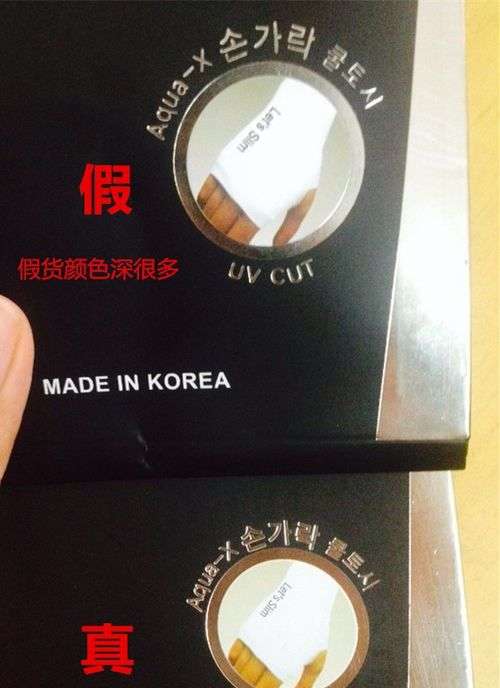 Aqua-X 손가락 쿨토시
Let's Slim
假
UV CUT
假货颜色深很多
MADE IN KOREA
Aqua-X 손가락 쿨토시
Let's Slim
真